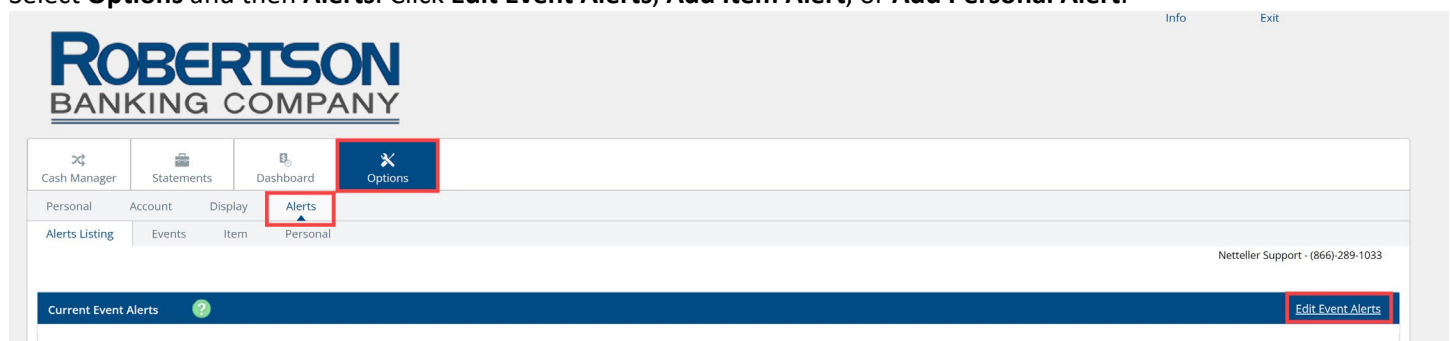 Select Options and then Alerts. Click Edit Event Alerts, Add Item Alert, or Add Personal Alert.
Info Exit
ROBERTSON
BANKING COMPANY
Cash Manager Statements Dashboard Options
Personal Account Display Alerts
Alerts Listing Events Item Personal
Netteller Support - (866)-289-1033
Current Event Alerts ? Edit Event Alerts